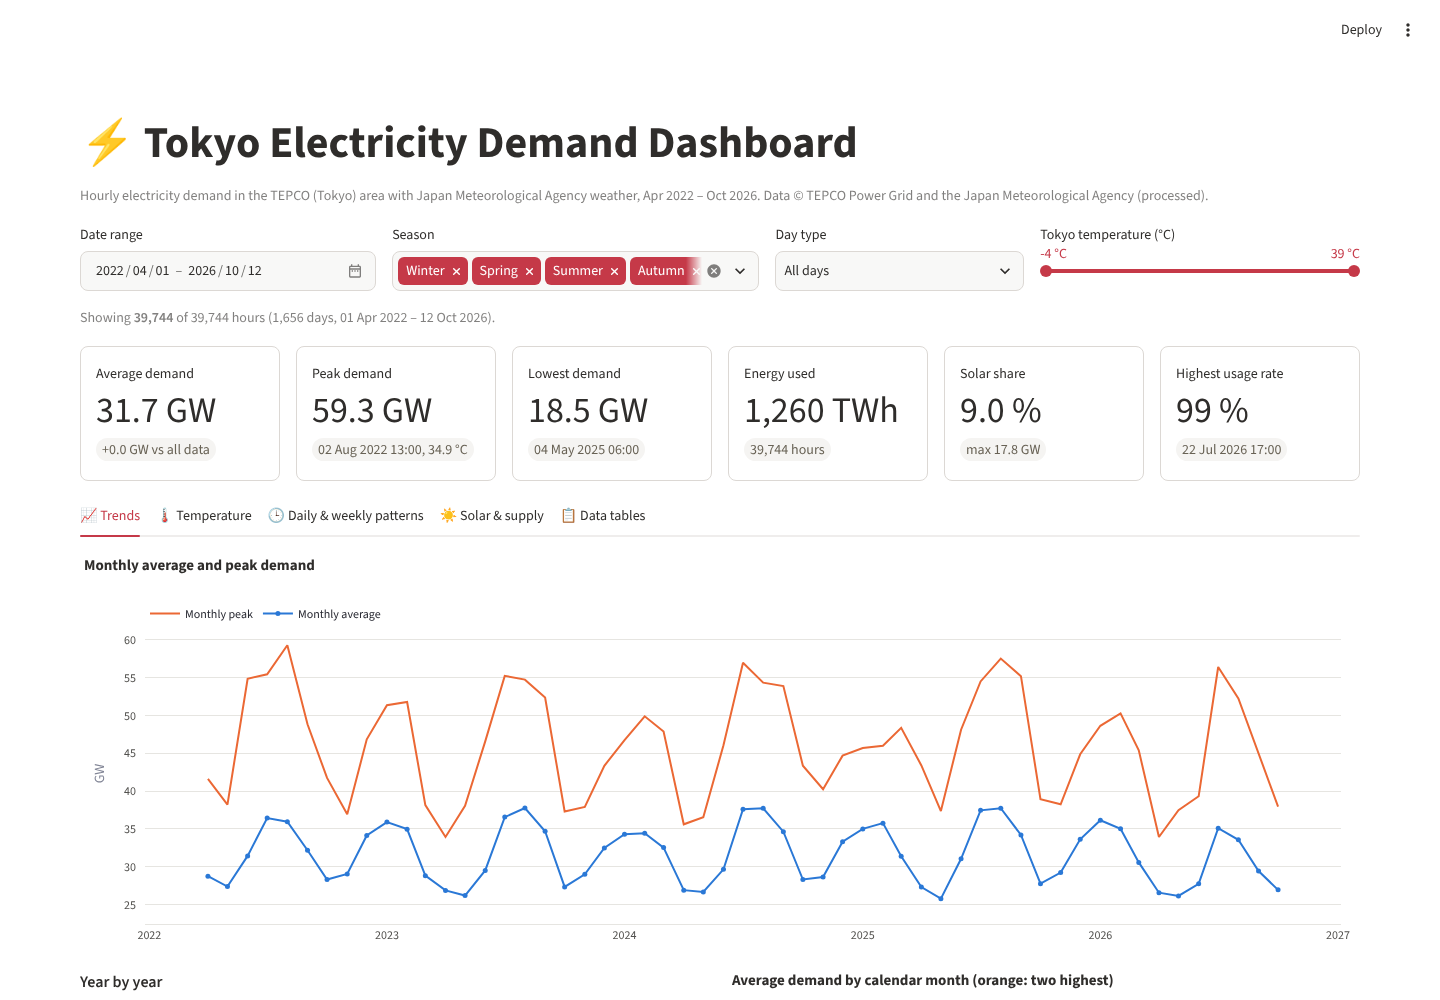 Deploy
⚡ Tokyo Electricity Demand Dashboard
Hourly electricity demand in the TEPCO (Tokyo) area with Japan Meteorological Agency weather, Apr 2022 – Oct 2026. Data © TEPCO Power Grid and the Japan Meteorological Agency (processed).
Date range Season Day type Tokyo temperature (°C)
-4 °C 39 °C
2022/04/01 – 2026/10/12 Winter Spring Summer Autumn All days
Showing 39,744 of 39,744 hours (1,656 days, 01 Apr 2022 – 12 Oct 2026).
Average demand Peak demand Lowest demand Energy used Solar share Highest usage rate
31.7 GW 59.3 GW 18.5 GW 1,260 TWh 9.0 % 99 %
+0.0 GW vs all data 02 Aug 2022 13:00, 34.9 °C 04 May 2025 06:00 39,744 hours max 17.8 GW 22 Jul 2026 17:00
📈 Trends 🌡️ Temperature 🕒 Daily & weekly patterns ☀️ Solar & supply 📋 Data tables
Monthly average and peak demand
Monthly peak Monthly average
60
55
50
45
GW
40
35
30
25
2022 2023 2024 2025 2026 2027
Year by year Average demand by calendar month (orange: two highest)